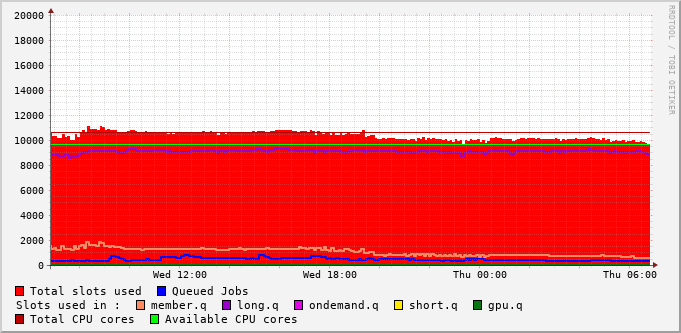 20000
18000
16000
14000
12000
10000
8000
6000
4000
2000
0
Wed 12:00 Wed 18:00 Thu 00:00 Thu 06:00
Total slots used Queued Jobs
Slots used in : member.q long.q ondemand.q short.q gpu.q
Total CPU cores Available CPU cores
RRDTOOL / TOBI OETIKER